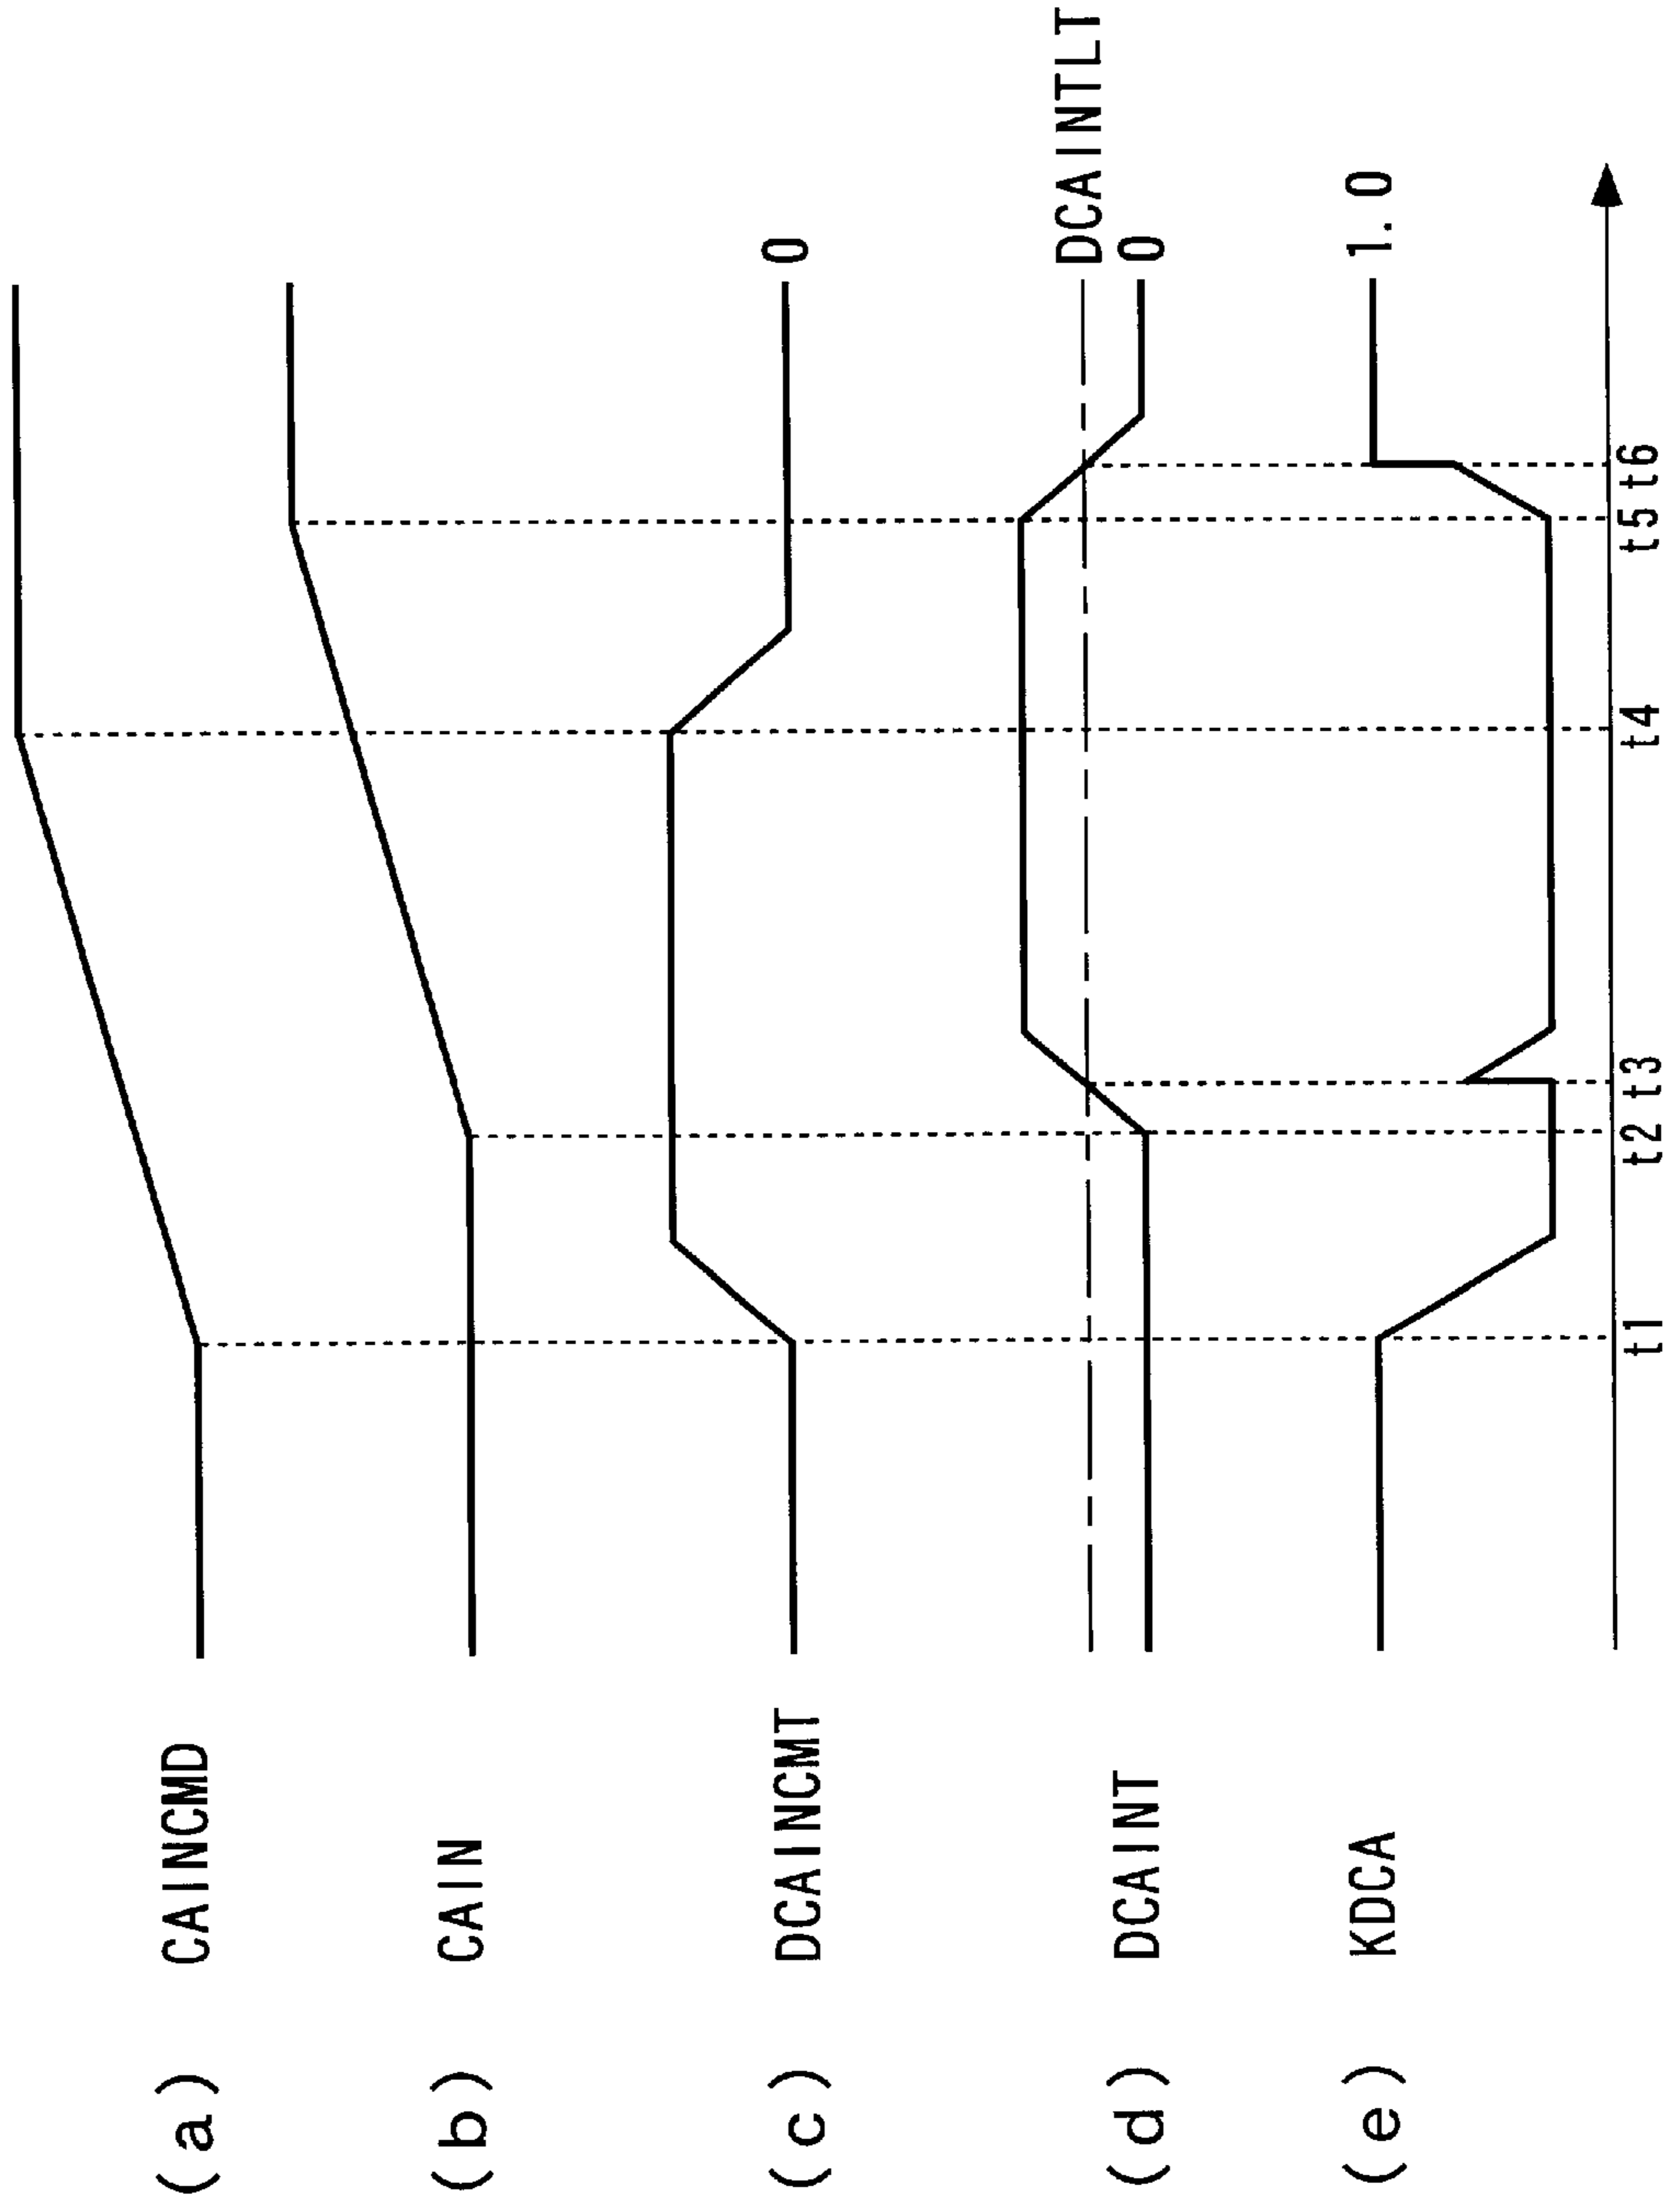 (a) CAINCMD
(b) CAIN
(c) DCAINCMT
0
(d) DCAINT
DCAINTLT
0
(e) KDCA
1.0
t1 t2 t3 t4 t5 t6